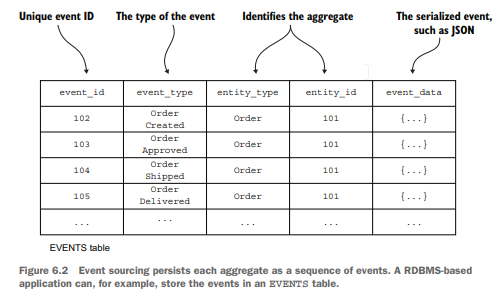 Unique event ID
The type of the event
Identifies the aggregate
The serialized event,
such as JSON
event_id event_type entity_type entity_id event_data
102 Order Created Order 101 {...}
103 Order Approved Order 101 {...}
104 Order Shipped Order 101 {...}
105 Order Delivered Order 101 {...}
... ... ... ... ...
EVENTS table
Figure 6.2 Event sourcing persists each aggregate as a sequence of events. A RDBMS-based
application can, for example, store the events in an EVENTS table.